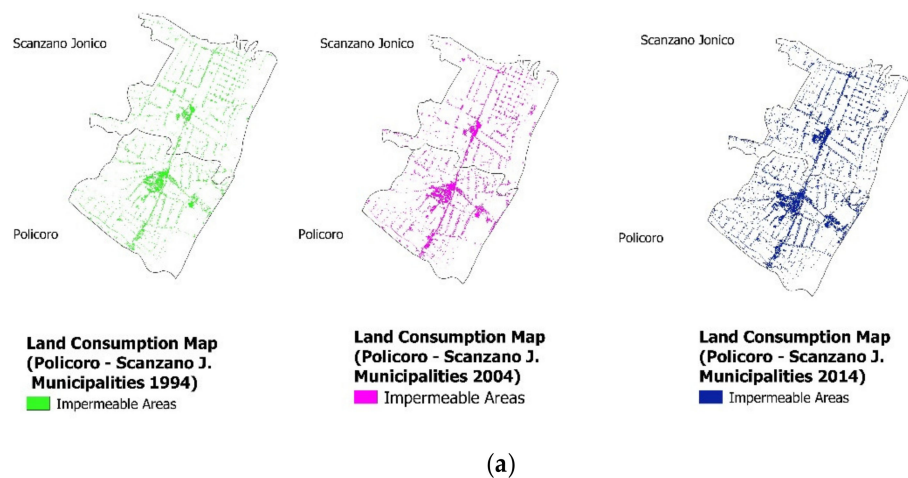 Scanzano Jonico
Policoro
Land Consumption Map
(Policoro - Scanzano J.
Municipalities 1994)
Impermeable Areas
Scanzano Jonico
Policoro
Land Consumption Map
(Policoro - Scanzano J.
Municipalities 2004)
Impermeable Areas
Scanzano Jonico
Policoro
Land Consumption Map
(Policoro - Scanzano J.
Municipalities 2014)
Impermeable Areas
(a)